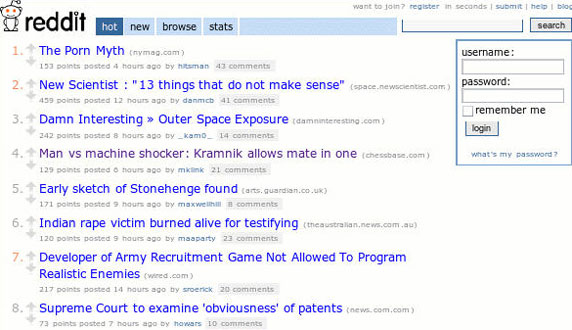 want to join? register in seconds | submit | help | blog
reddit hot new browse stats search
1. The Porn Myth (nymag.com)
153 points posted 4 hours ago by hitsman 43 comments
2. New Scientist : "13 things that do not make sense" (space.newscientist.com)
459 points posted 12 hours ago by danmcb 41 comments
3. Damn Interesting » Outer Space Exposure (damninteresting.com)
242 points posted 8 hours ago by _kam0_ 14 comments
4. Man vs machine shocker: Kramnik allows mate in one (chessbase.com)
129 points posted 6 hours ago by mklink 21 comments
5. Early sketch of Stonehenge found (arts.guardian.co.uk)
171 points posted 9 hours ago by maxwellhill 8 comments
6. Indian rape victim burned alive for testifying (theaustralian.news.com.au)
120 points posted 9 hours ago by maaparty 23 comments
7. Developer of Army Recruitment Game Not Allowed To Program
Realistic Enemies (wired.com)
217 points posted 14 hours ago by sroerick 20 comments
8. Supreme Court to examine 'obviousness' of patents (news.com.com)
73 points posted 7 hours ago by howars 10 comments
username:
password:
remember me
login
what's my password?